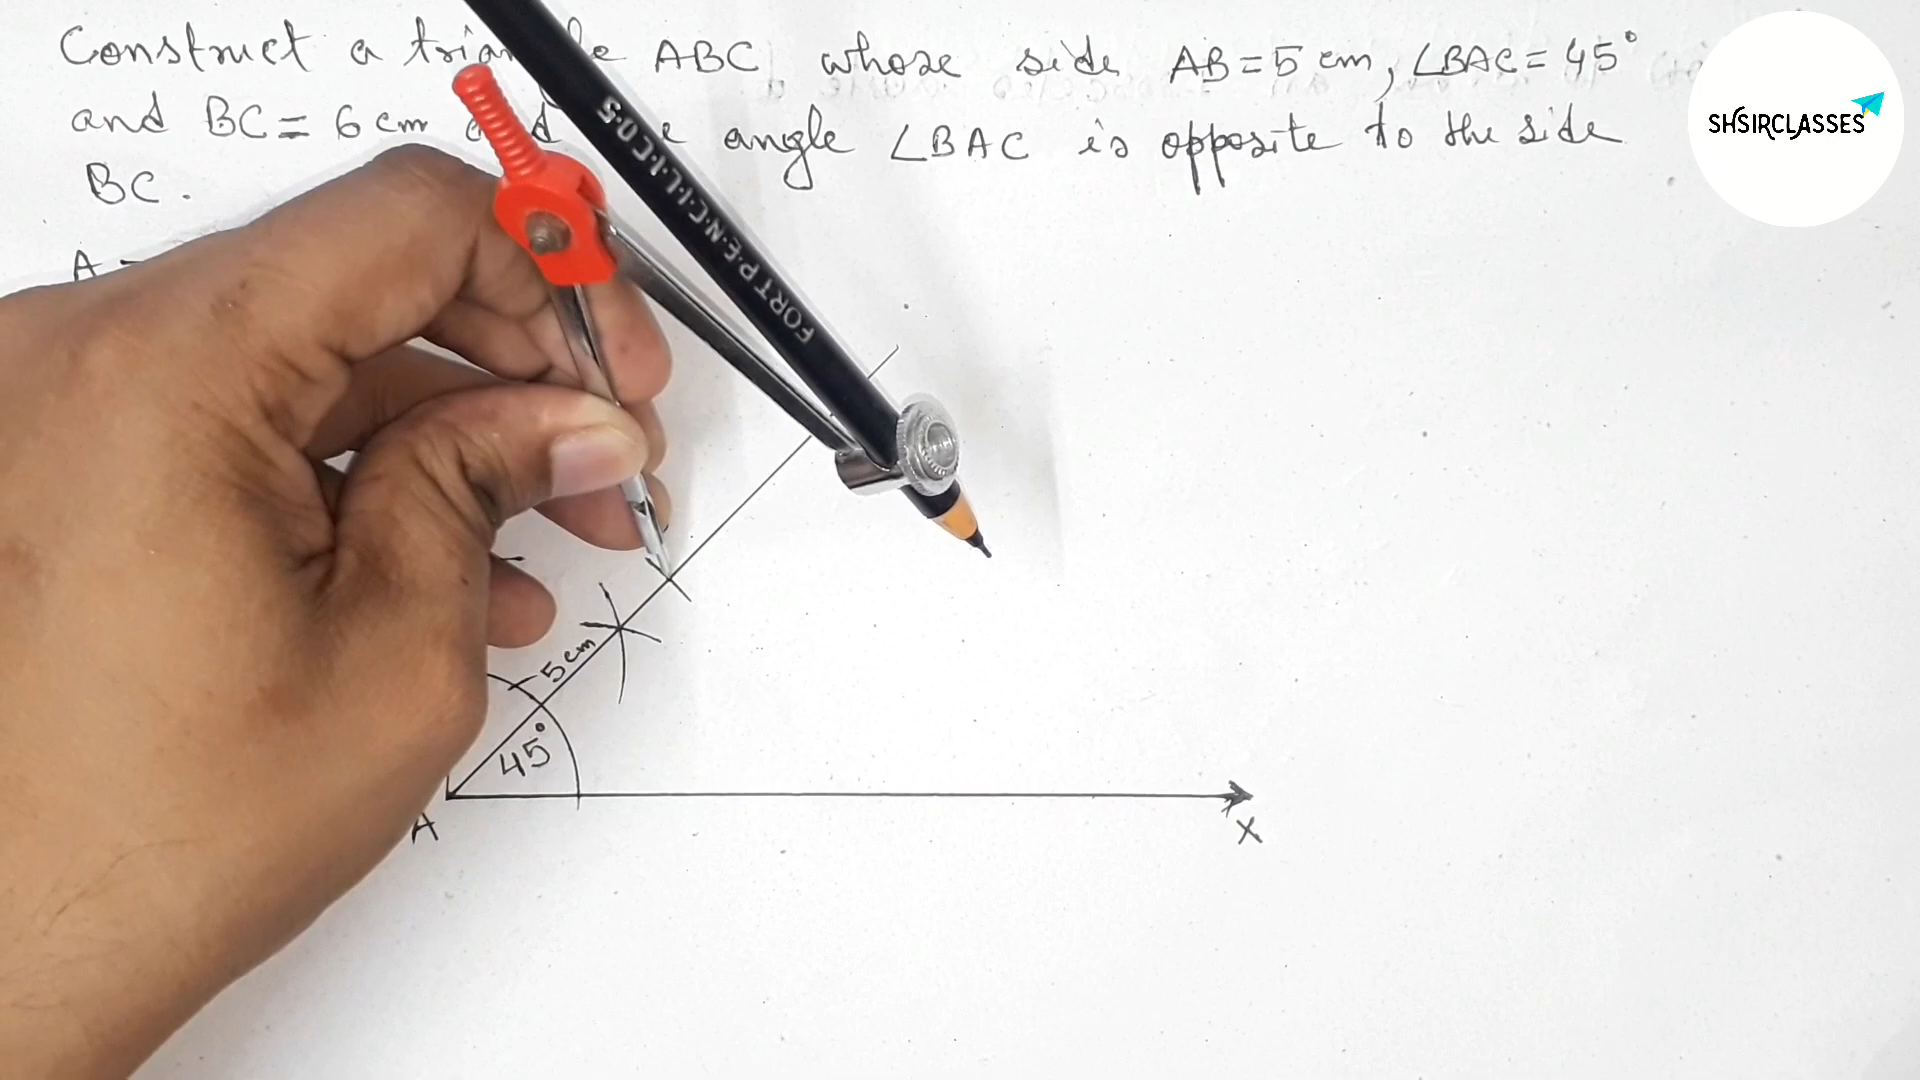 Construct a ABC whose side AB = 5 cm, ∠BAC = 45°
and BC = 6 cm angle ∠BAC is opposite to the side
BC.
A
SHSIRCLASSES
FORT P.E.N.C.I.L.I.C 0.5
5 cm
45°
A
X